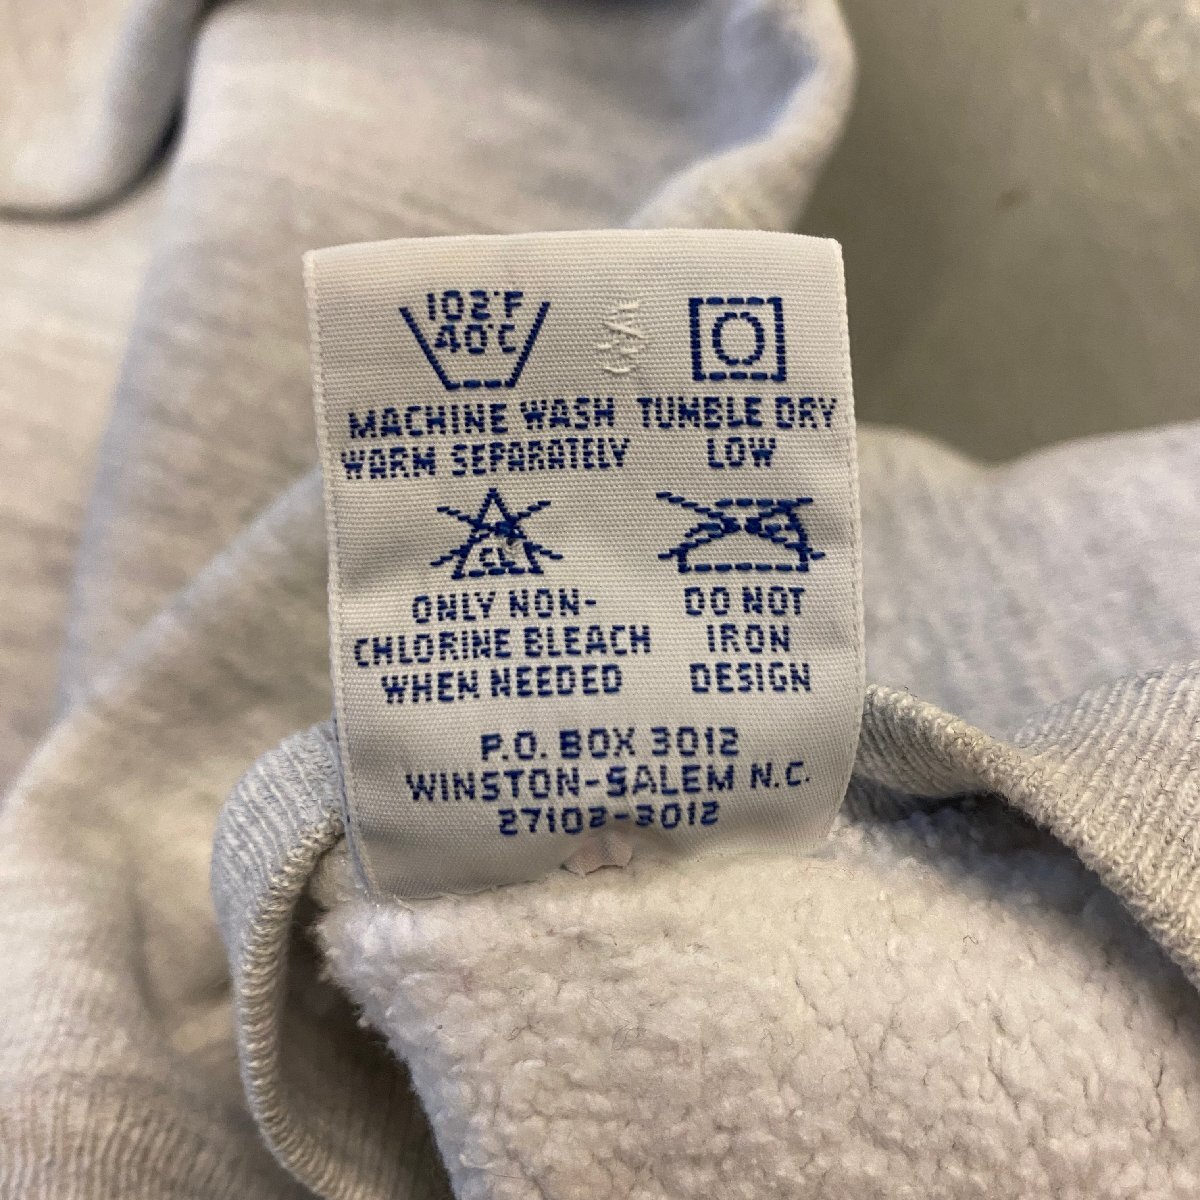 102°F
40°C
MACHINE WASH
WARM SEPARATELY
TUMBLE DRY
LOW
CL
ONLY NON-
CHLORINE BLEACH
WHEN NEEDED
DO NOT
IRON
DESIGN
P.O. BOX 3012
WINSTON-SALEM N.C.
27102-3012